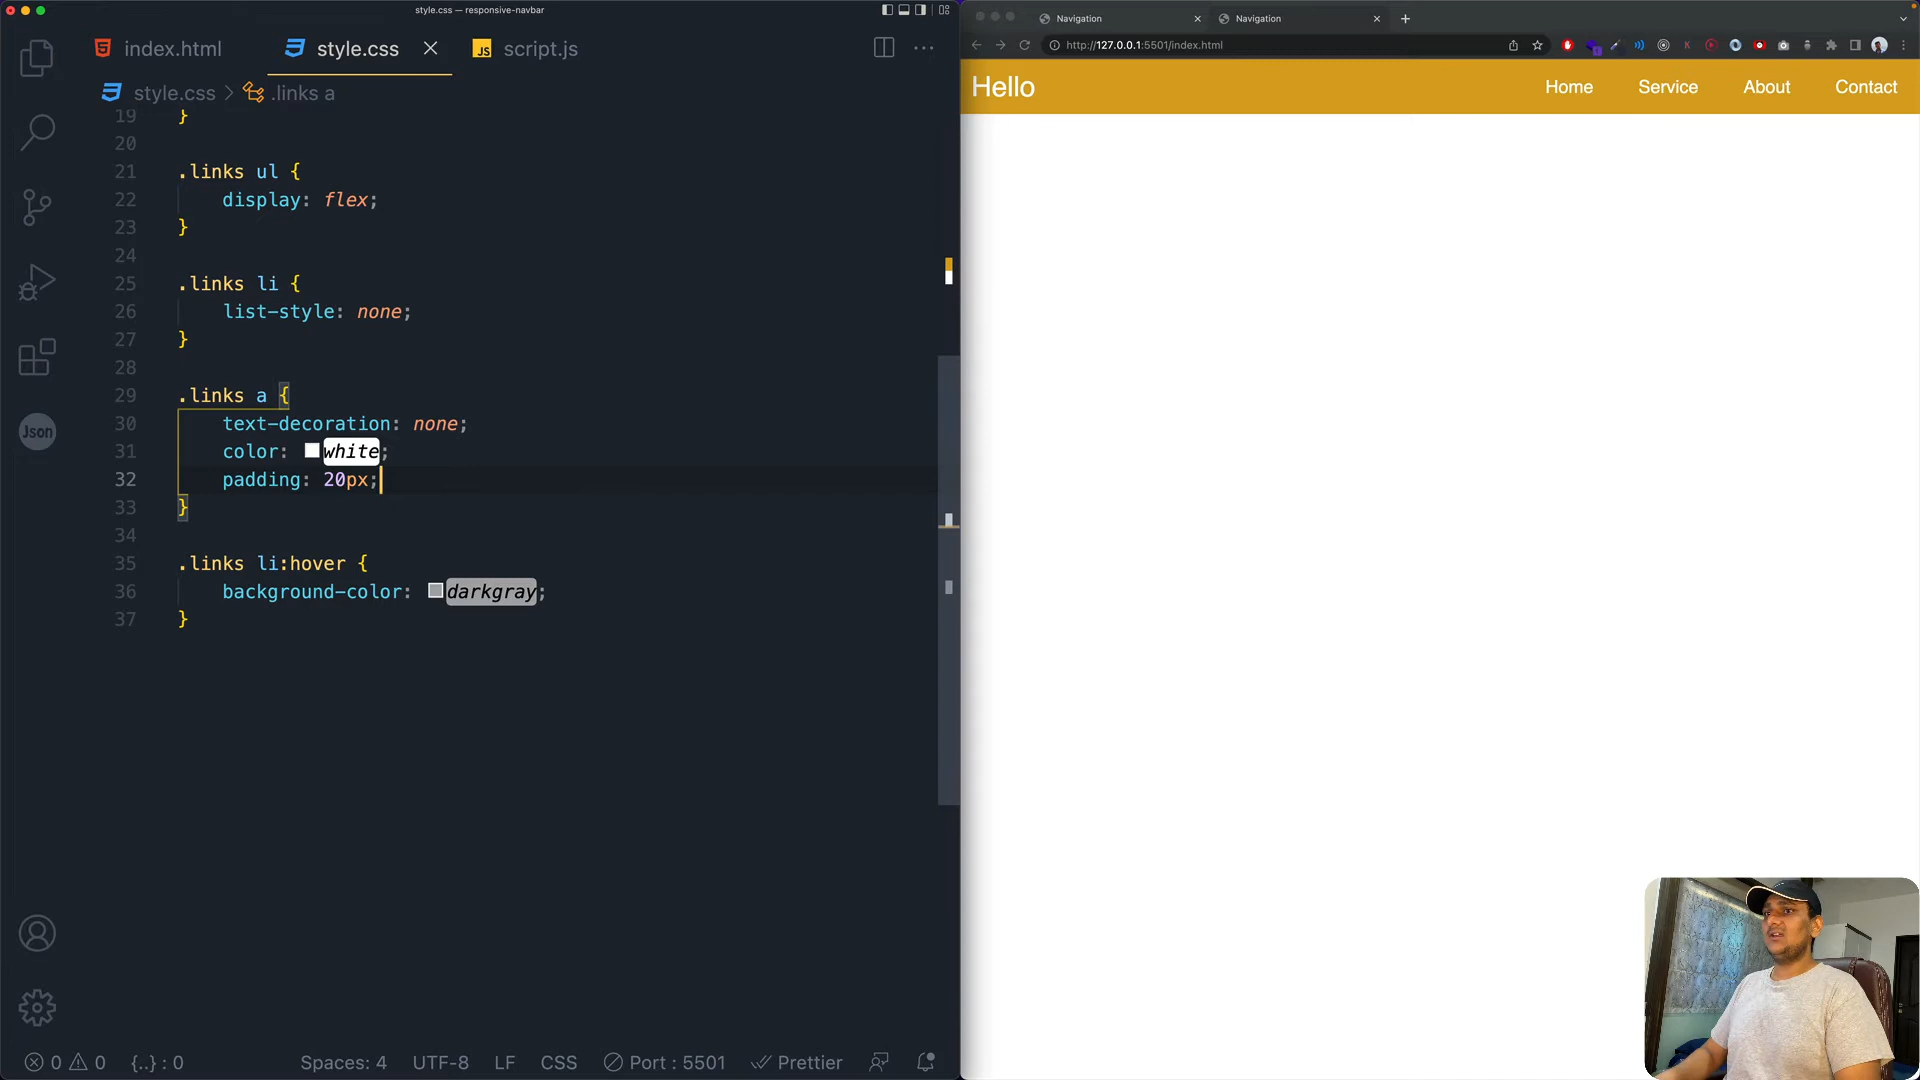 style.css — responsive-navbar
index.html
style.css
JS script.js
style.css > .links a
19 }
20
21 .links ul {
22 display: flex;
23 }
24
25 .links li {
26 list-style: none;
27 }
28
29 .links a {
30 text-decoration: none;
31 color: white;
32 padding: 20px;
33 }
34
35 .links li:hover {
36 background-color: darkgray;
37 }
Json
0 0 {..} : 0 Spaces: 4 UTF-8 LF CSS Port : 5501 Prettier
Navigation
Navigation
http://127.0.0.1:5501/index.html
Hello Home Service About Contact